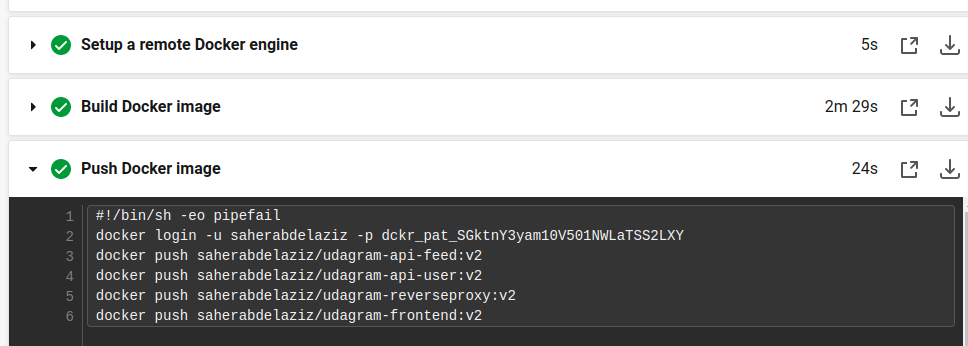 Setup a remote Docker engine 5s
Build Docker image 2m 29s
Push Docker image 24s
1 #!/bin/sh -eo pipefail
2 docker login -u saherabdelaziz -p dckr_pat_SGktnY3yam10V501NWLaTSS2LXY
3 docker push saherabdelaziz/udagram-api-feed:v2
4 docker push saherabdelaziz/udagram-api-user:v2
5 docker push saherabdelaziz/udagram-reverseproxy:v2
6 docker push saherabdelaziz/udagram-frontend:v2